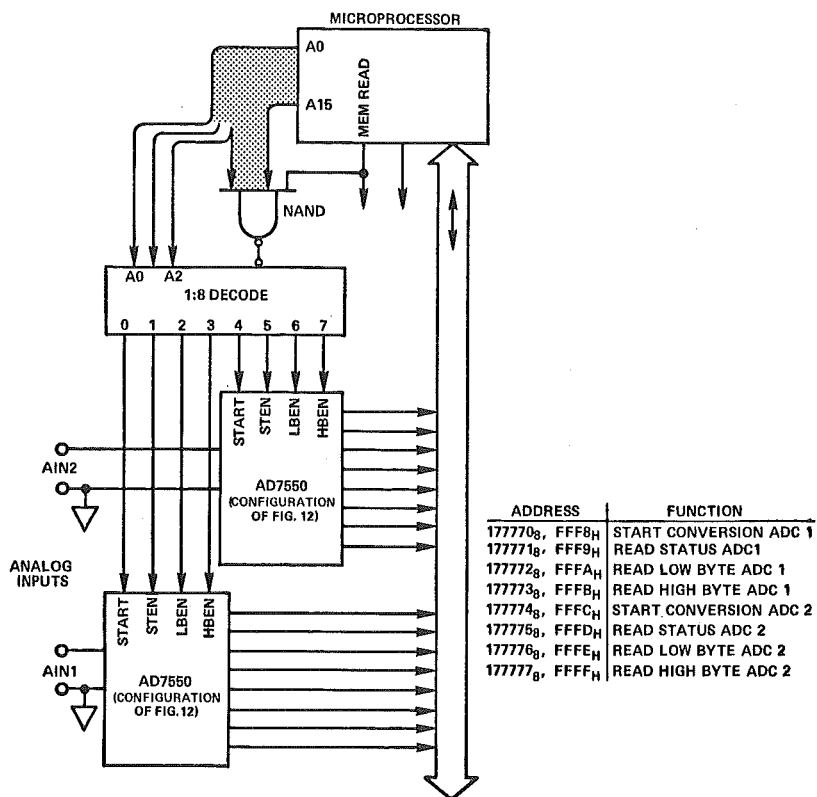 MICROPROCESSOR
A0
A15
MEM READ
NAND
A0 A2
1:8 DECODE
0 1 2 3 4 5 6 7
START STEN LBEN HBEN
AIN2
AD7550
(CONFIGURATION
OF FIG. 12)
ANALOG
INPUTS
START STEN LBEN HBEN
AIN1
AD7550
(CONFIGURATION
OF FIG. 12)
ADDRESS FUNCTION
177770₈, FFF8H START CONVERSION ADC 1
177771₈, FFF9H READ STATUS ADC1
177772₈, FFFAH READ LOW BYTE ADC 1
177773₈, FFFBH READ HIGH BYTE ADC 1
177774₈, FFFCH START CONVERSION ADC 2
177775₈, FFFDH READ STATUS ADC 2
177776₈, FFFEH READ LOW BYTE ADC 2
177777₈, FFFFH READ HIGH BYTE ADC 2